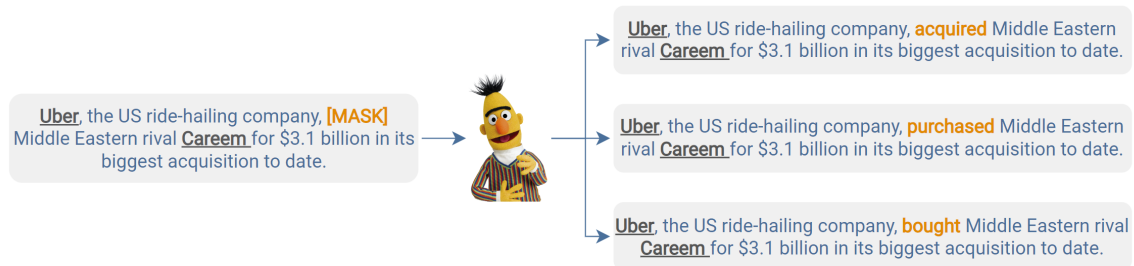 Uber, the US ride-hailing company, [MASK]
Middle Eastern rival Careem for $3.1 billion in its
biggest acquisition to date.
Uber, the US ride-hailing company, acquired Middle Eastern
rival Careem for $3.1 billion in its biggest acquisition to date.
Uber, the US ride-hailing company, purchased Middle Eastern
rival Careem for $3.1 billion in its biggest acquisition to date.
Uber, the US ride-hailing company, bought Middle Eastern rival
Careem for $3.1 billion in its biggest acquisition to date.